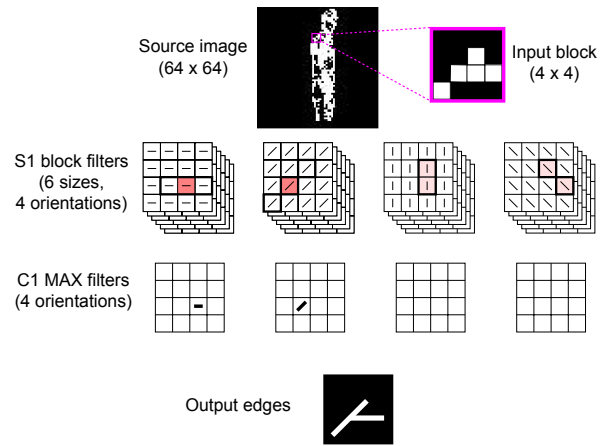 Source image
(64 x 64)
Input block
(4 x 4)
S1 block filters
(6 sizes,
4 orientations)
C1 MAX filters
(4 orientations)
Output edges